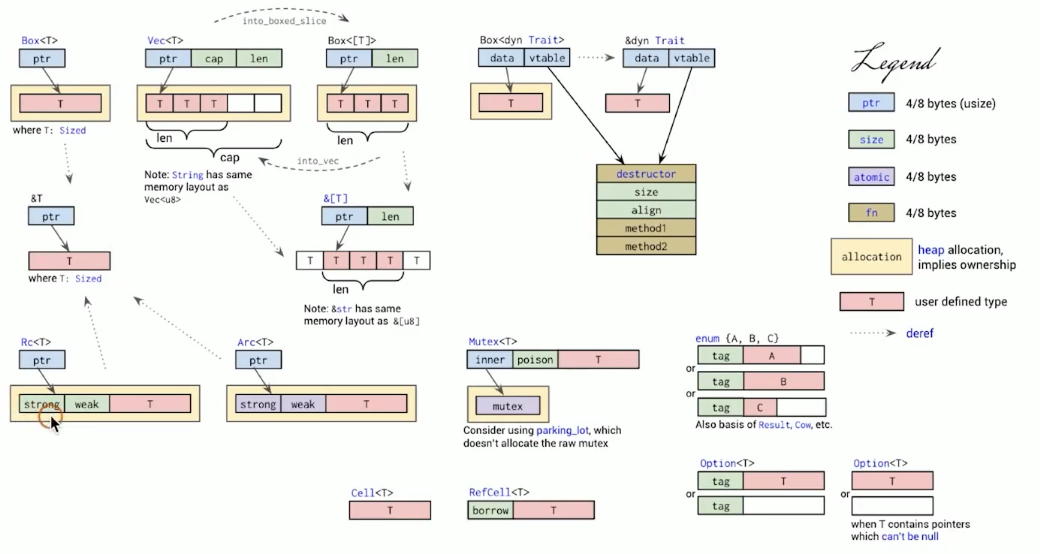 into_boxed_slice
Box<T>
ptr
T
where T: Sized
Vec<T>
ptr cap len
T T T
len
cap
Note: String has same
memory layout as
Vec<u8>
Box<[T]>
ptr len
T T T
len
into_vec
Box<dyn Trait>
data vtable
T
&dyn Trait
data vtable
T
destructor
size
align
method1
method2
Legend
ptr 4/8 bytes (usize)
size 4/8 bytes
atomic 4/8 bytes
fn 4/8 bytes
allocation
heap allocation,
implies ownership
T user defined type
deref
&T
ptr
T
where T: Sized
&[T]
ptr len
T T T T T
len
Note: &str has same
memory layout as &[u8]
Rc<T>
ptr
strong weak T
Arc<T>
ptr
strong weak T
Mutex<T>
inner poison T
mutex
Consider using parking_lot, which
doesn't allocate the raw mutex
enum {A, B, C}
tag A
or
tag B
or
tag C
Also basis of Result, Cow, etc.
Cell<T>
T
RefCell<T>
borrow T
Option<T>
tag T
or
tag
Option<T>
T
or
when T contains pointers
which can't be null